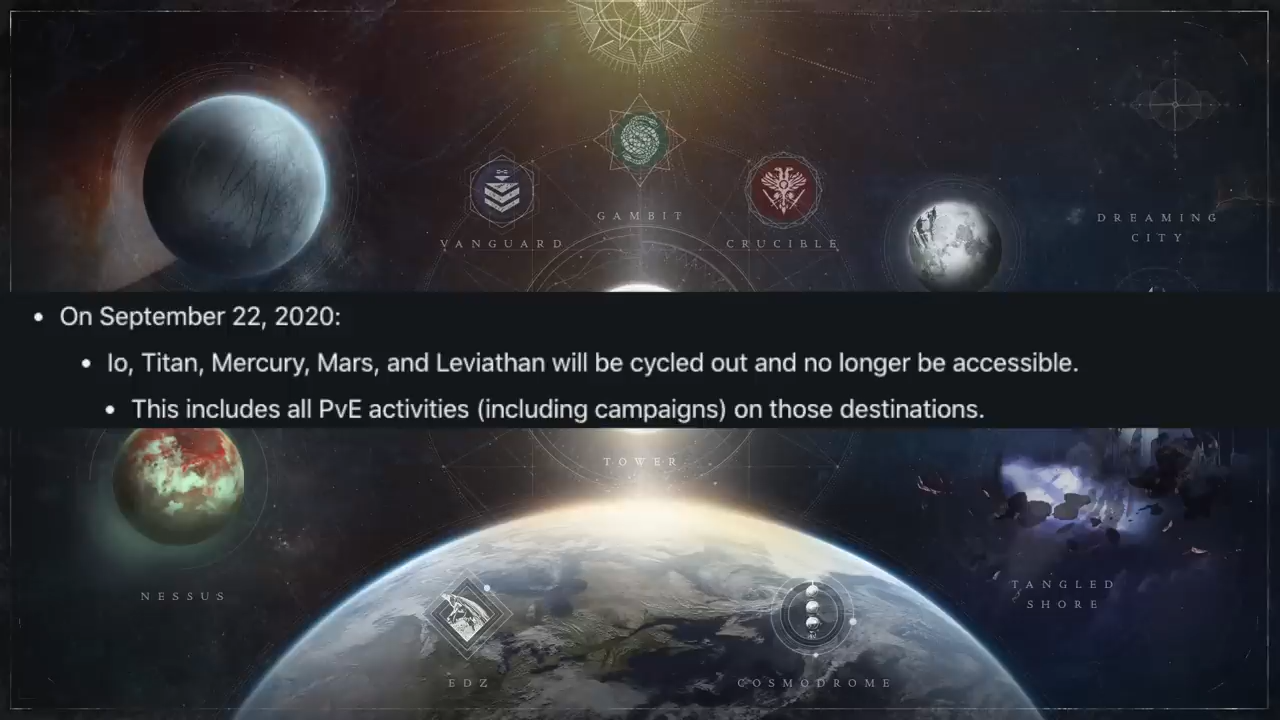 GAMBIT
VANGUARD
CRUCIBLE
DREAMING
CITY
• On September 22, 2020:
• Io, Titan, Mercury, Mars, and Leviathan will be cycled out and no longer be accessible.
• This includes all PvE activities (including campaigns) on those destinations.
TOWER
NESSUS
TANGLED
SHORE
EDZ
COSMODROME